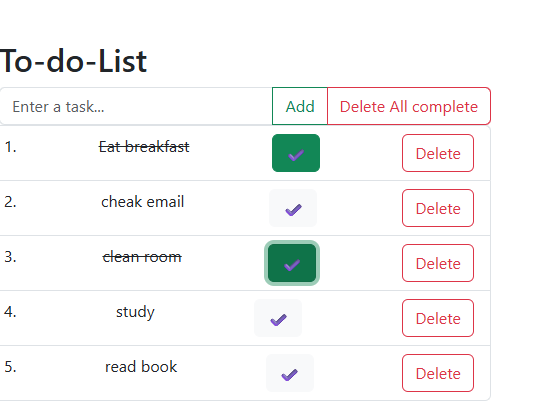 To-do-List
Enter a task... Add Delete All complete
1. Eat breakfast Delete
2. cheak email Delete
3. clean room Delete
4. study Delete
5. read book Delete